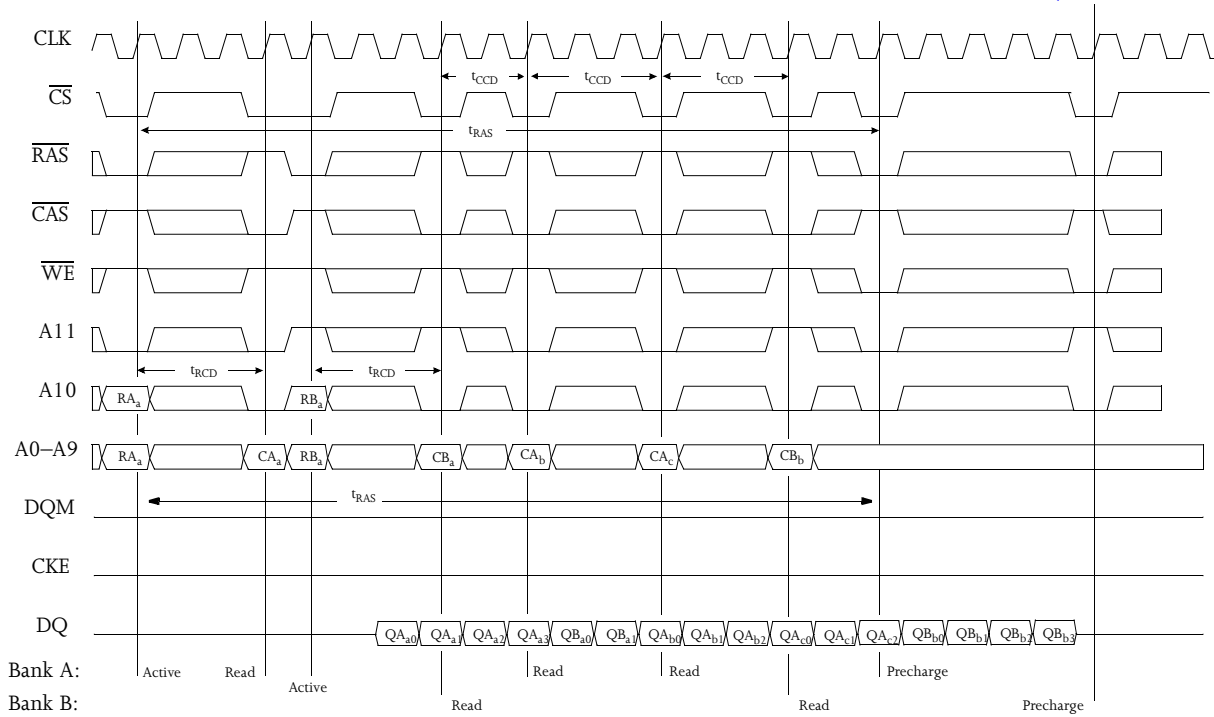 CLK
tCCD tCCD tCCD
CS
tRAS
RAS
CAS
WE
A11
tRCD tRCD
A10 RAa RBa
A0–A9 RAa CAa RBa CBa CAb CAc CBb
tRAS
DQM
CKE
DQ QAa0 QAa1 QAa2 QAa3 QBa0 QBa1 QAb0 QAb1 QAb2 QAc0 QAc1 QAc2 QBb0 QBb1 QBb2 QBb3
Bank A: Active Read Read Read Precharge
Active
Bank B: Read Read Precharge